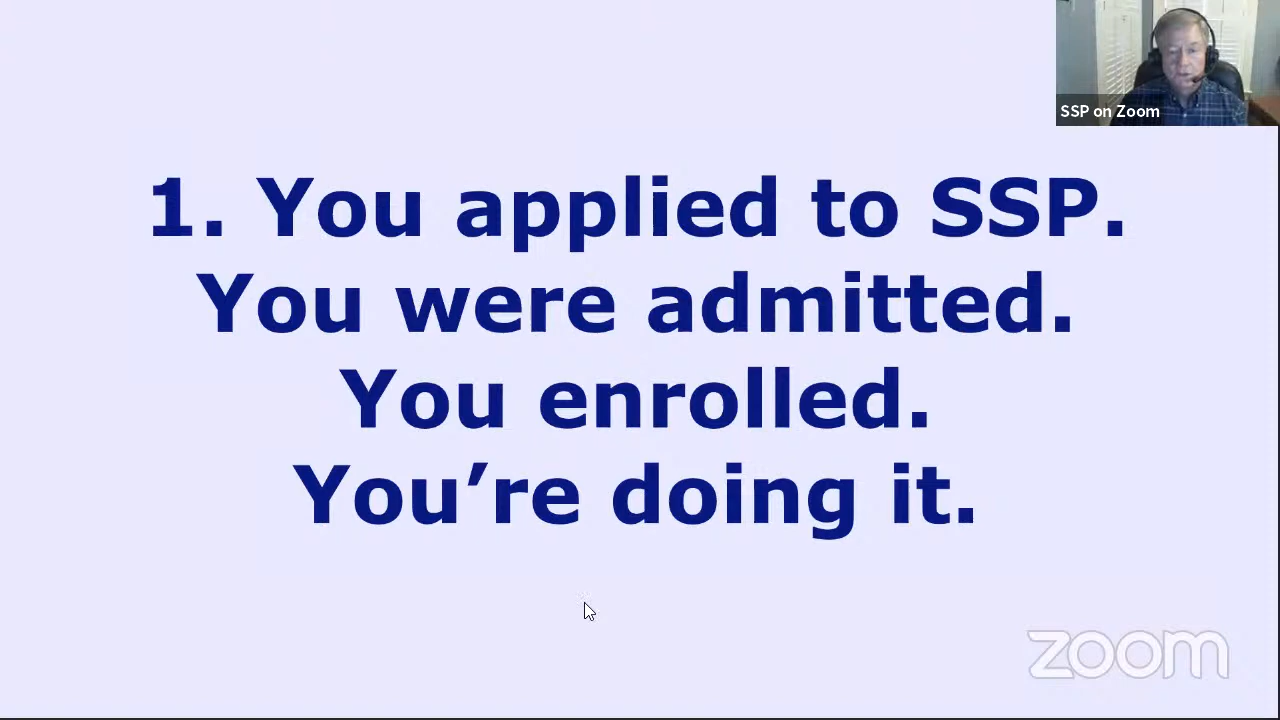 SSP on Zoom
1. You applied to SSP.
You were admitted.
You enrolled.
You’re doing it.
zoom